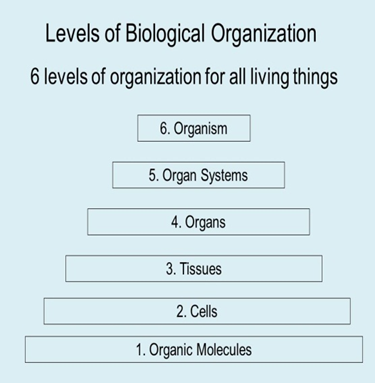 Levels of Biological Organization
6 levels of organization for all living things
6. Organism
5. Organ Systems
4. Organs
3. Tissues
2. Cells
1. Organic Molecules